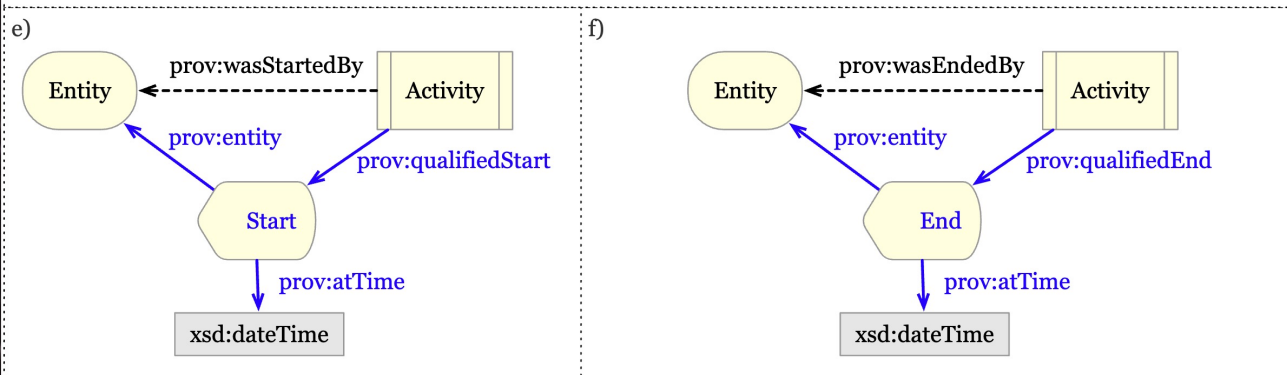 e)
prov:wasStartedBy
Entity
Activity
prov:entity
prov:qualifiedStart
Start
prov:atTime
xsd:dateTime
f)
prov:wasEndedBy
Entity
Activity
prov:entity
prov:qualifiedEnd
End
prov:atTime
xsd:dateTime